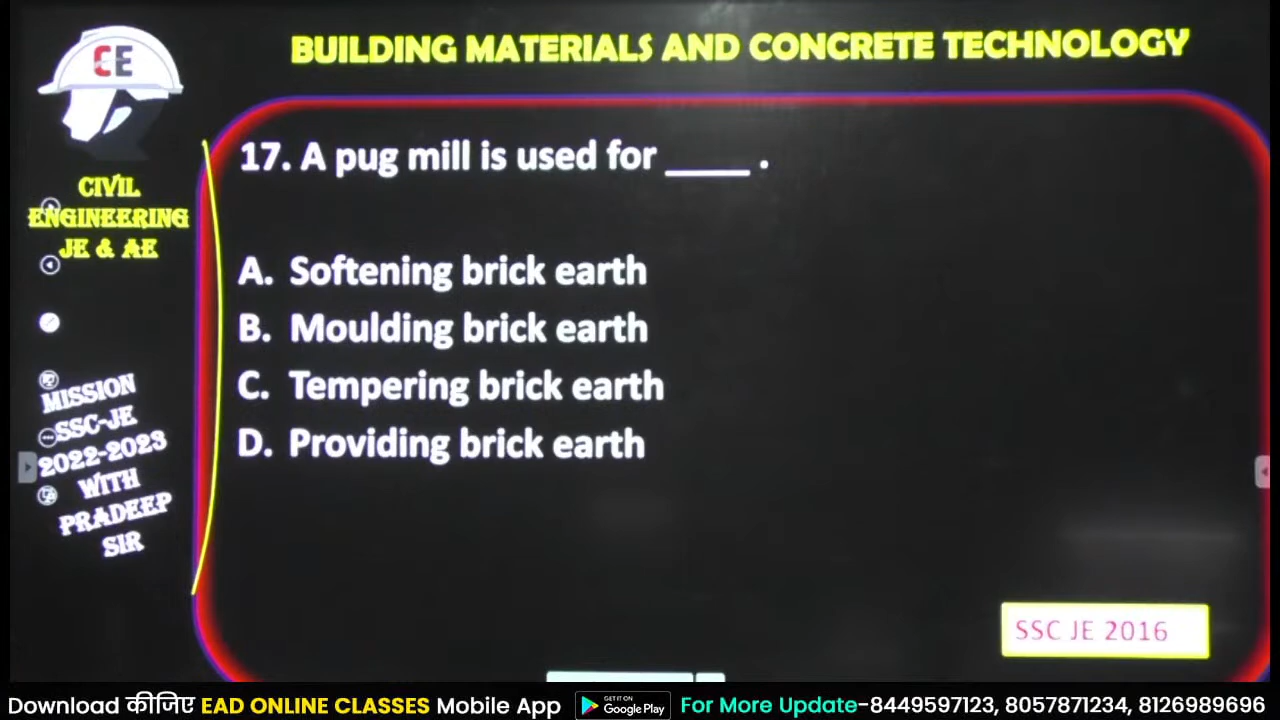 CE
BUILDING MATERIALS AND CONCRETE TECHNOLOGY
CIVIL
ENGINEERING
JE & AE
MISSION
SSC-JE
2022-2023
WITH
PRADEEP
SIR
17. A pug mill is used for ____ .
A. Softening brick earth
B. Moulding brick earth
C. Tempering brick earth
D. Providing brick earth
SSC JE 2016
Download कीजिए EAD ONLINE CLASSES Mobile App GET IT ON Google Play For More Update-8449597123, 8057871234, 8126989696